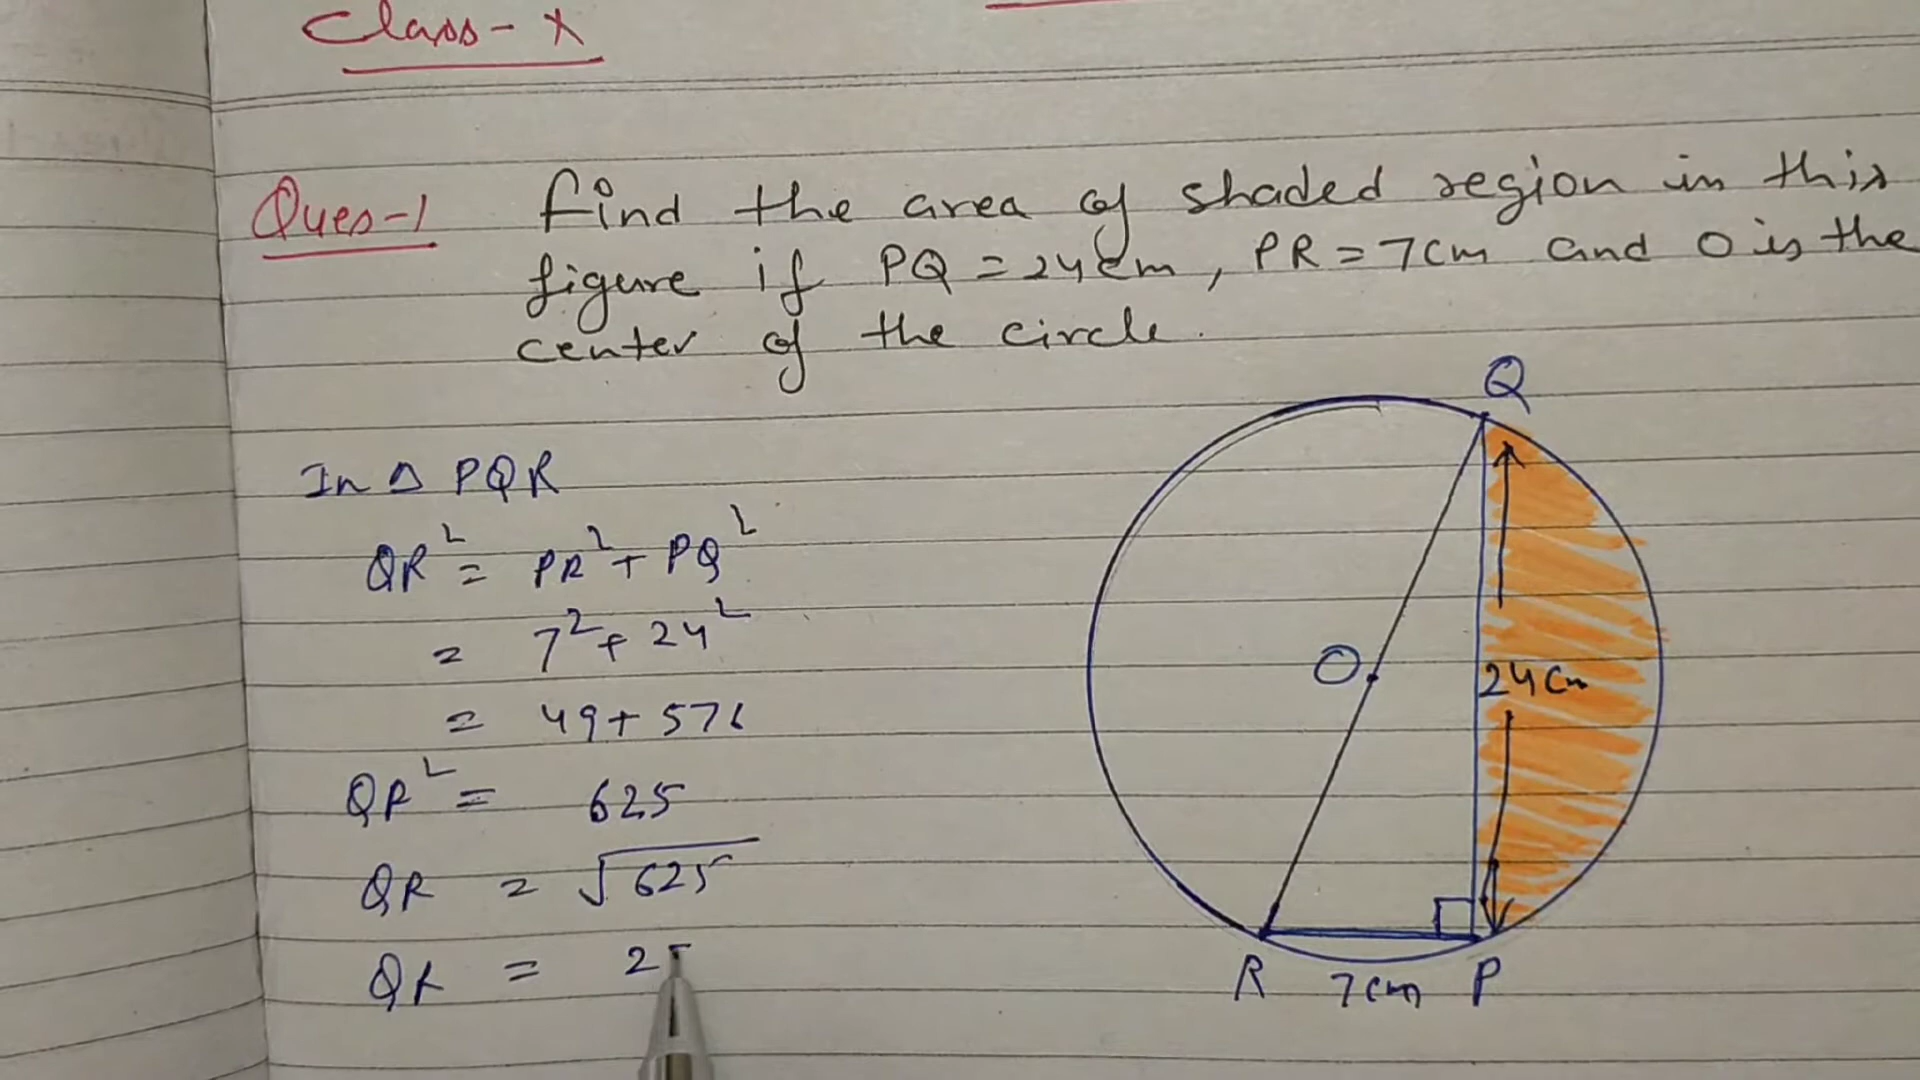 Class - X
Ques-1 Find the area of shaded region in this
figure if PQ = 24cm, PR = 7cm and O is the
center of the circle.
In △ PQR
QR² = PR² + PQ²
= 7² + 24²
= 49 + 576
QR² = 625
QR = √625
QR = 25
Q
O
24 cm
R 7cm P